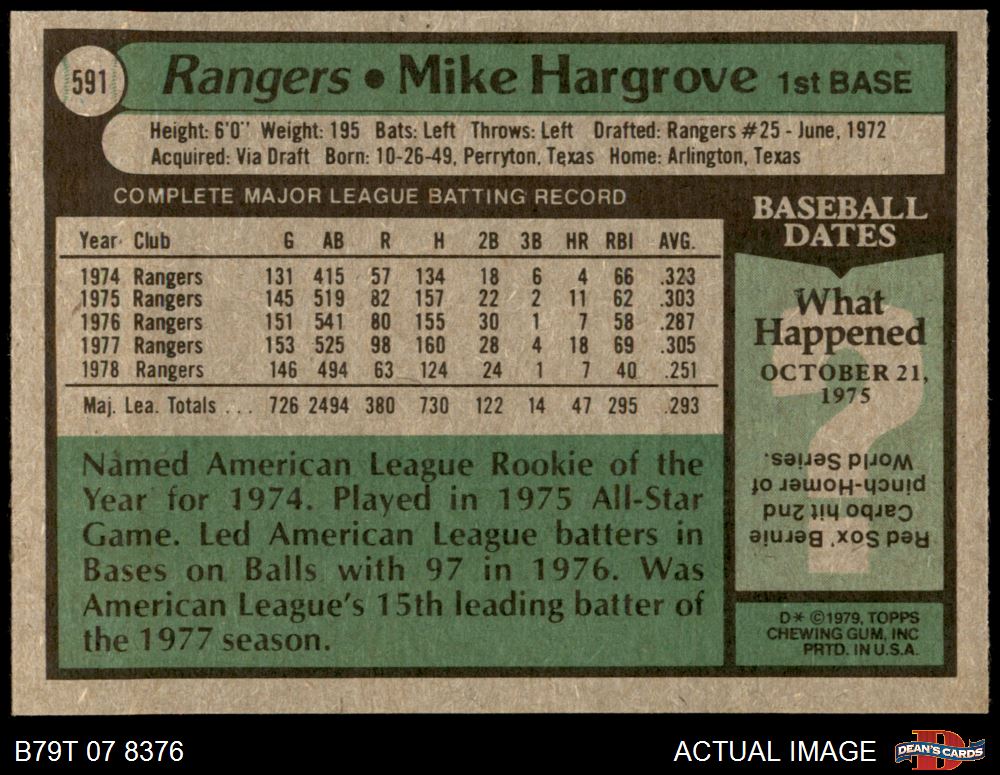 591
Rangers • Mike Hargrove 1st BASE
Height: 6'0" Weight: 195 Bats: Left Throws: Left Drafted: Rangers #25 - June, 1972
Acquired: Via Draft Born: 10-26-49, Perryton, Texas Home: Arlington, Texas
COMPLETE MAJOR LEAGUE BATTING RECORD
Year Club G AB R H 2B 3B HR RBI AVG.
1974 Rangers 131 415 57 134 18 6 4 66 .323
1975 Rangers 145 519 82 157 22 2 11 62 .303
1976 Rangers 151 541 80 155 30 1 7 58 .287
1977 Rangers 153 525 98 160 28 4 18 69 .305
1978 Rangers 146 494 63 124 24 1 7 40 .251
Maj. Lea. Totals . . . 726 2494 380 730 122 14 47 295 .293
Named American League Rookie of the
Year for 1974. Played in 1975 All-Star
Game. Led American League batters in
Bases on Balls with 97 in 1976. Was
American League's 15th leading batter of
the 1977 season.
BASEBALL
DATES
What
Happened
OCTOBER 21,
1975
?
Red Sox' Bernie
Carbo hit 2nd
pinch-Homer of
World Series.
D* ©1979, TOPPS
CHEWING GUM, INC
PRTD. IN U.S.A.
B79T 07 8376
ACTUAL IMAGE
DEAN'S CARDS